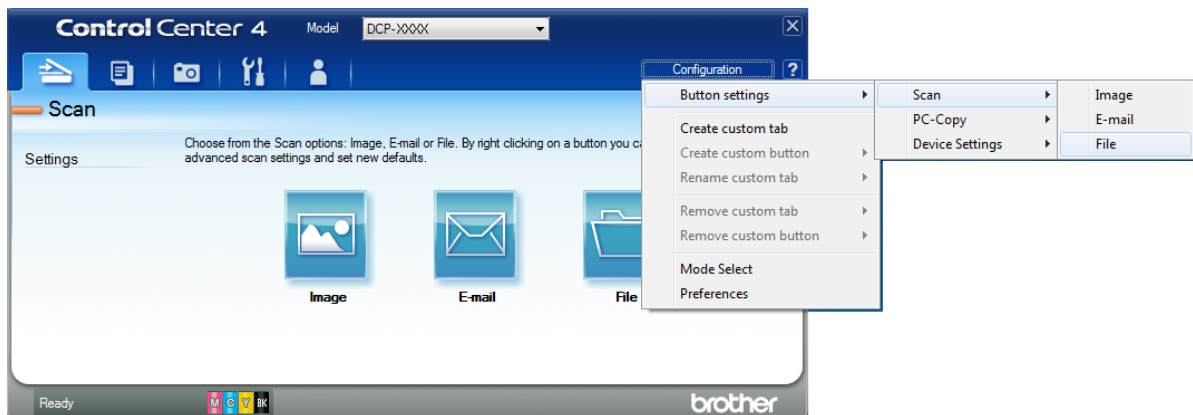 Control Center 4
Model
DCP-XXXX
Configuration
?
Scan
Settings
Choose from the Scan options: Image, E-mail or File. By right clicking on a button you ca
advanced scan settings and set new defaults.
Image
E-mail
File
Button settings
Create custom tab
Create custom button
Rename custom tab
Remove custom tab
Remove custom button
Mode Select
Preferences
Scan
PC-Copy
Device Settings
Image
E-mail
File
Ready
M C Y BK
brother